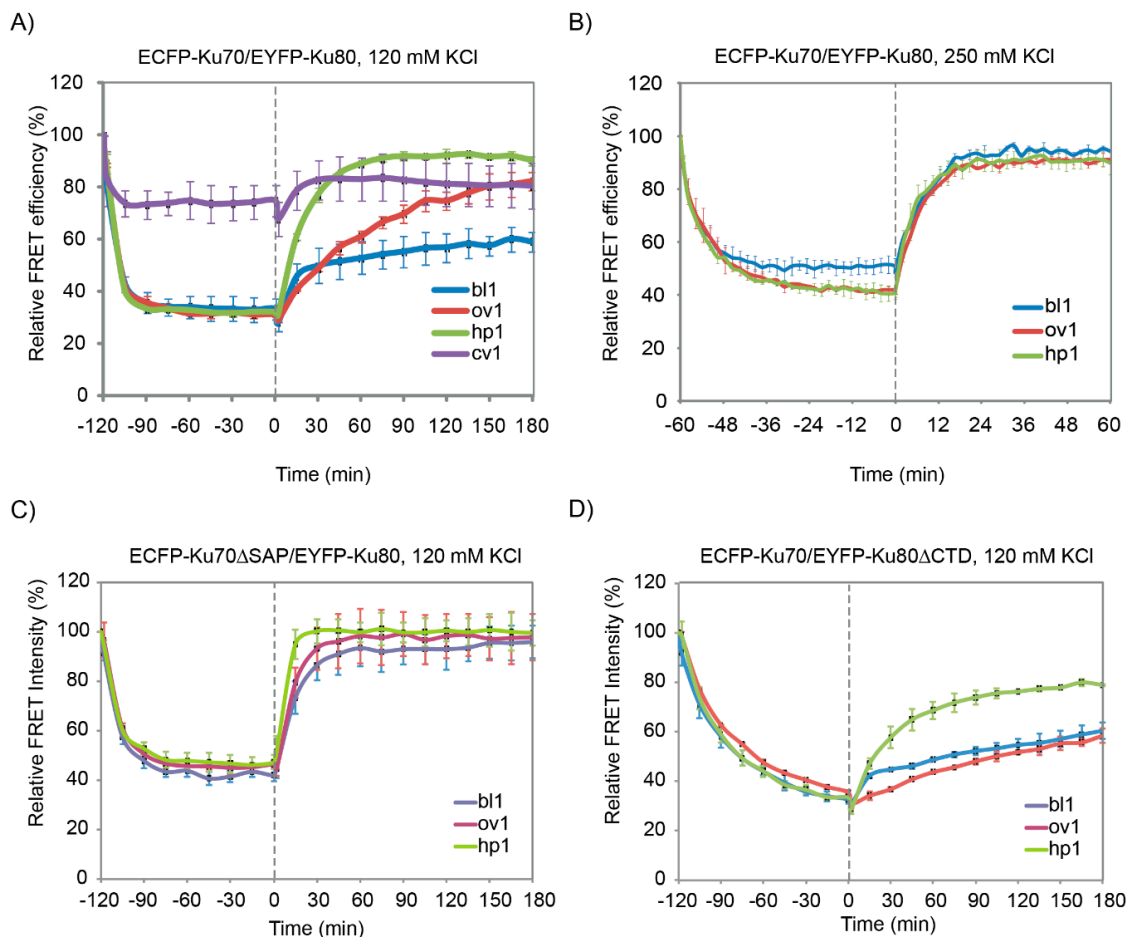 A)
ECFP-Ku70/EYFP-Ku80, 120 mM KCl
Relative FRET efficiency (%)
120
100
80
60
40
20
0
-120 -90 -60 -30 0 30 60 90 120 150 180
Time (min)
bl1
ov1
hp1
cv1
B)
ECFP-Ku70/EYFP-Ku80, 250 mM KCl
Relative FRET efficiency (%)
120
100
80
60
40
20
0
-60 -48 -36 -24 -12 0 12 24 36 48 60
Time (min)
bl1
ov1
hp1
C)
ECFP-Ku70ΔSAP/EYFP-Ku80, 120 mM KCl
Relative FRET Intensity (%)
120
100
80
60
40
20
0
-120 -90 -60 -30 0 30 60 90 120 150 180
Time (min)
bl1
ov1
hp1
D)
ECFP-Ku70/EYFP-Ku80ΔCTD, 120 mM KCl
Relative FRET Intensity (%)
120
100
80
60
40
20
0
-120 -90 -60 -30 0 30 60 90 120 150 180
Time (min)
bl1
ov1
hp1